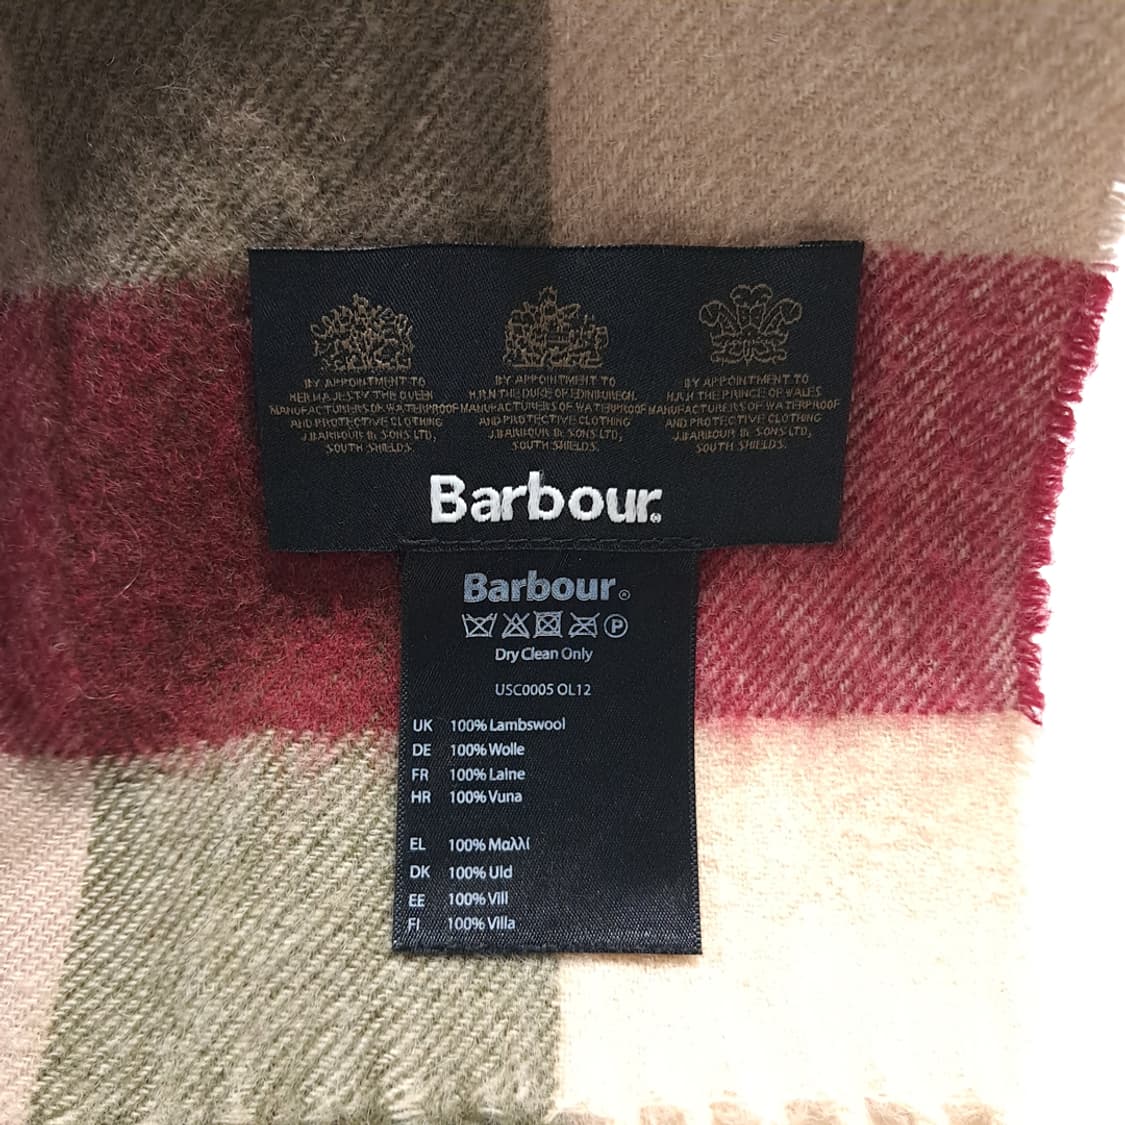 BY APPOINTMENT TO
HER MAJESTY THE QUEEN
MANUFACTURERS OF WATERPROOF
AND PROTECTIVE CLOTHING
J.BARBOUR & SONS LTD,
SOUTH SHIELDS.
BY APPOINTMENT TO
H.R.H THE DUKE OF EDINBURGH.
MANUFACTURERS OF WATERPROOF
AND PROTECTIVE CLOTHING
J.BARBOUR & SONS LTD,
SOUTH SHIELDS.
BY APPOINTMENT TO
H.R.H THE PRINCE OF WALES
MANUFACTURERS OF WATERPROOF
AND PROTECTIVE CLOTHING
J.BARBOUR & SONS LTD,
SOUTH SHIELDS.
Barbour®
Barbour®
P
Dry Clean Only
USC0005 OL12
UK 100% Lambswool
DE 100% Wolle
FR 100% Laine
HR 100% Vuna
EL 100% Μαλλί
DK 100% Uld
EE 100% Vill
FI 100% Villa